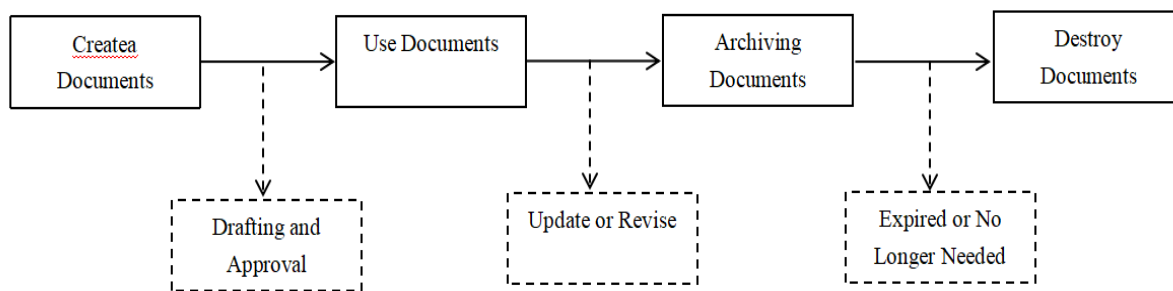 Createa
Documents
Use Documents
Archiving
Documents
Destroy
Documents
Drafting and
Approval
Update or Revise
Expired or No
Longer Needed